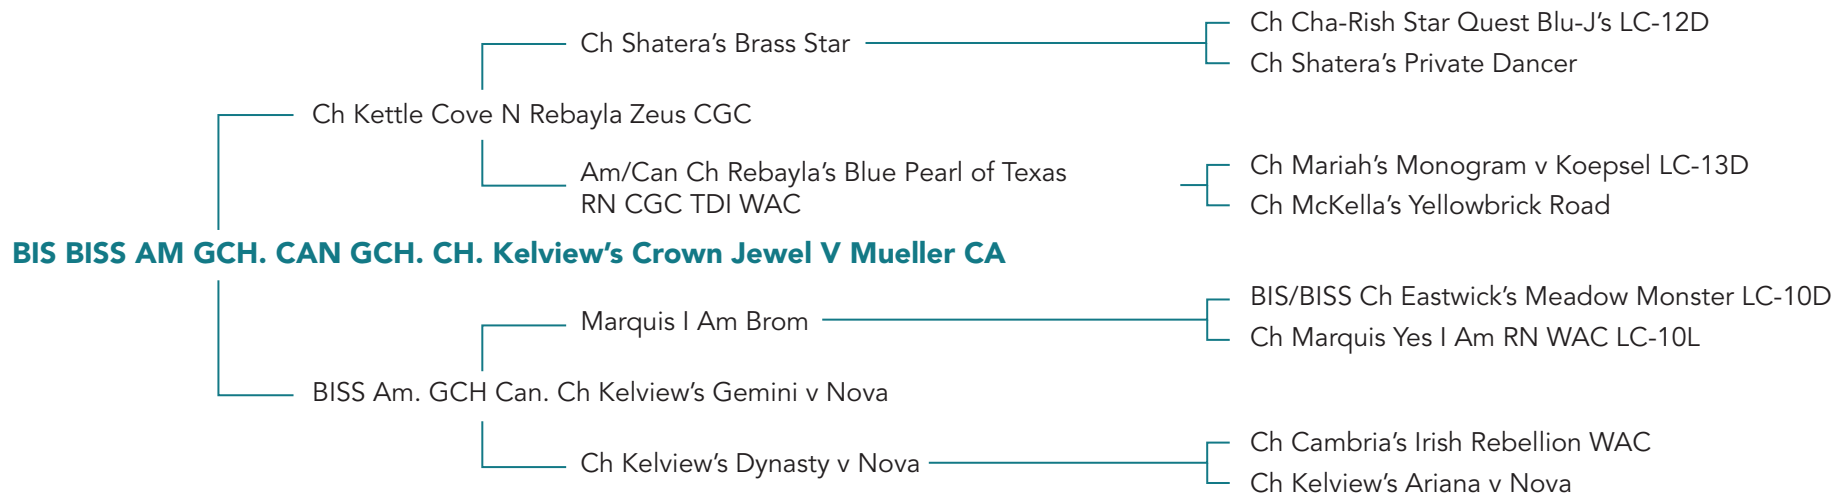 Ch Cha-Rish Star Quest Blu-J’s LC-12D
Ch Shatera’s Brass Star
Ch Shatera’s Private Dancer
Ch Kettle Cove N Rebayla Zeus CGC
Ch Mariah’s Monogram v Koepsel LC-13D
Am/Can Ch Rebayla’s Blue Pearl of Texas
RN CGC TDI WAC
Ch McKella’s Yellowbrick Road
BIS BISS AM GCH. CAN GCH. CH. Kelview’s Crown Jewel V Mueller CA
BIS/BISS Ch Eastwick’s Meadow Monster LC-10D
Marquis I Am Brom
Ch Marquis Yes I Am RN WAC LC-10L
BISS Am. GCH Can. Ch Kelview’s Gemini v Nova
Ch Cambria’s Irish Rebellion WAC
Ch Kelview’s Dynasty v Nova
Ch Kelview’s Ariana v Nova